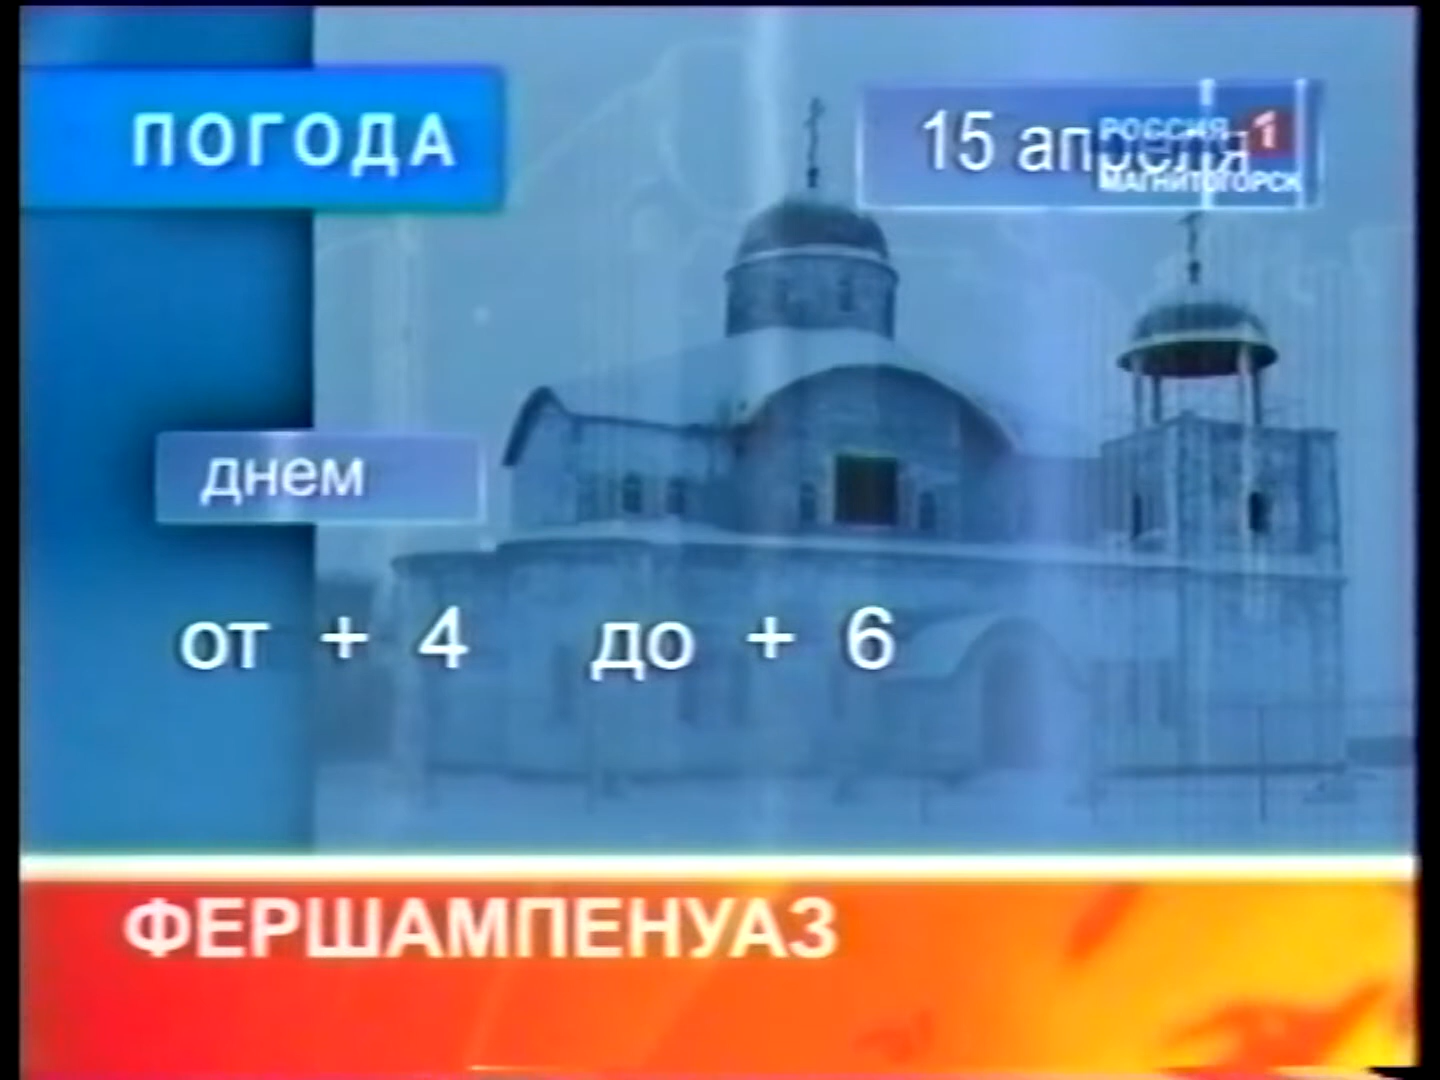 ПОГОДА
15 апреля
РОССИЯ 1
МАГНИТОГОРСК
днем
от + 4 до + 6
ФЕРШАМПЕНУАЗ